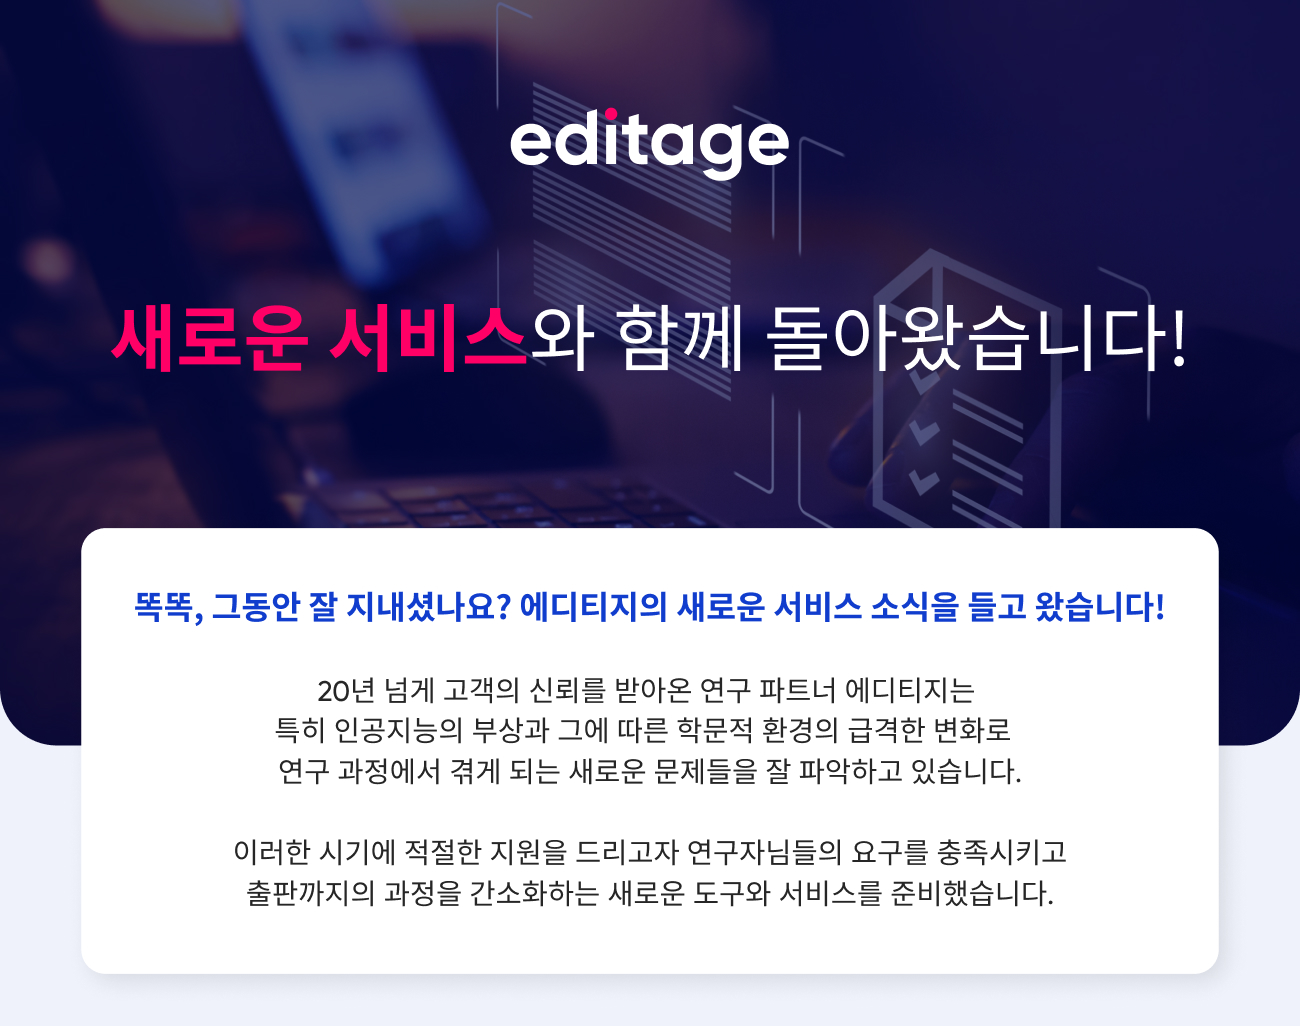 editage
새로운 서비스와 함께 돌아왔습니다!
똑똑, 그동안 잘 지내셨나요? 에디티지의 새로운 서비스 소식을 들고 왔습니다!
20년 넘게 고객의 신뢰를 받아온 연구 파트너 에디티지는
특히 인공지능의 부상과 그에 따른 학문적 환경의 급격한 변화로
연구 과정에서 겪게 되는 새로운 문제들을 잘 파악하고 있습니다.
이러한 시기에 적절한 지원을 드리고자 연구자님들의 요구를 충족시키고
출판까지의 과정을 간소화하는 새로운 도구와 서비스를 준비했습니다.